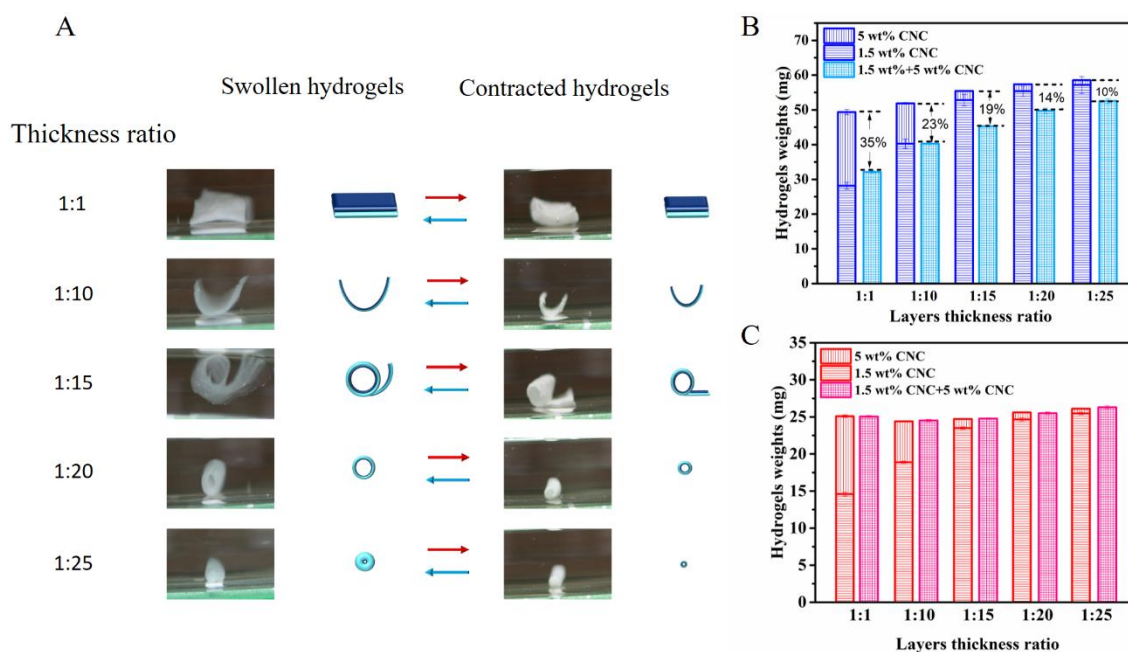 A
Swollen hydrogels
Contracted hydrogels
Thickness ratio
1:1
1:10
1:15
1:20
1:25
B
75
60
50
40
30
20
10
0
Hydrogels weights (mg)
5 wt% CNC
1.5 wt% CNC
1.5 wt%+5 wt% CNC
35%
23%
19%
14%
10%
1:1
1:10
1:15
1:20
1:25
Layers thickness ratio
C
35
30
25
20
15
10
5
0
Hydrogels weights (mg)
5 wt% CNC
1.5 wt% CNC
1.5 wt% CNC+5 wt% CNC
1:1
1:10
1:15
1:20
1:25
Layers thickness ratio